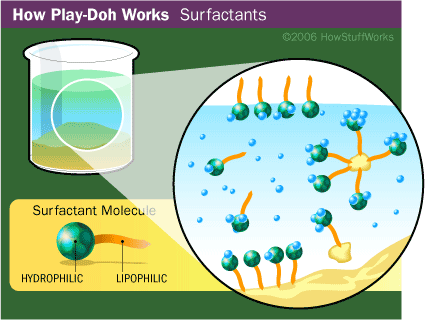 How Play-Doh Works Surfactants
©2006 HowStuffWorks
Surfactant Molecule
HYDROPHILIC LIPOPHILIC